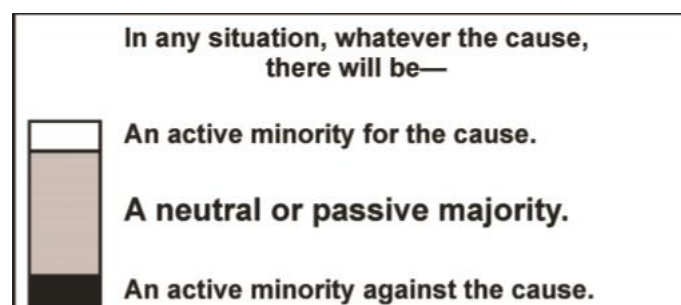 In any situation, whatever the cause,
there will be—
An active minority for the cause.
A neutral or passive majority.
An active minority against the cause.